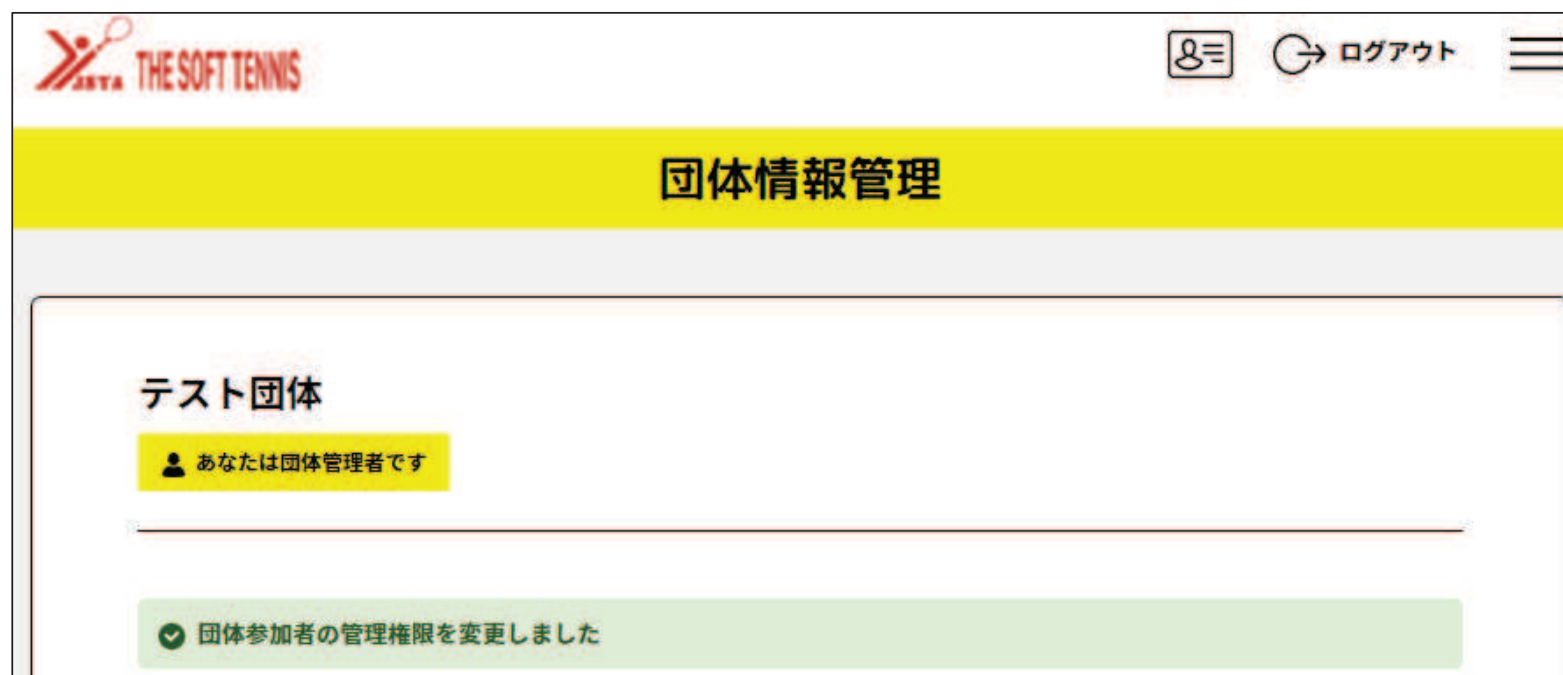 JSTA THE SOFT TENNIS
ログアウト
団体情報管理
テスト団体
あなたは団体管理者です
団体参加者の管理権限を変更しました